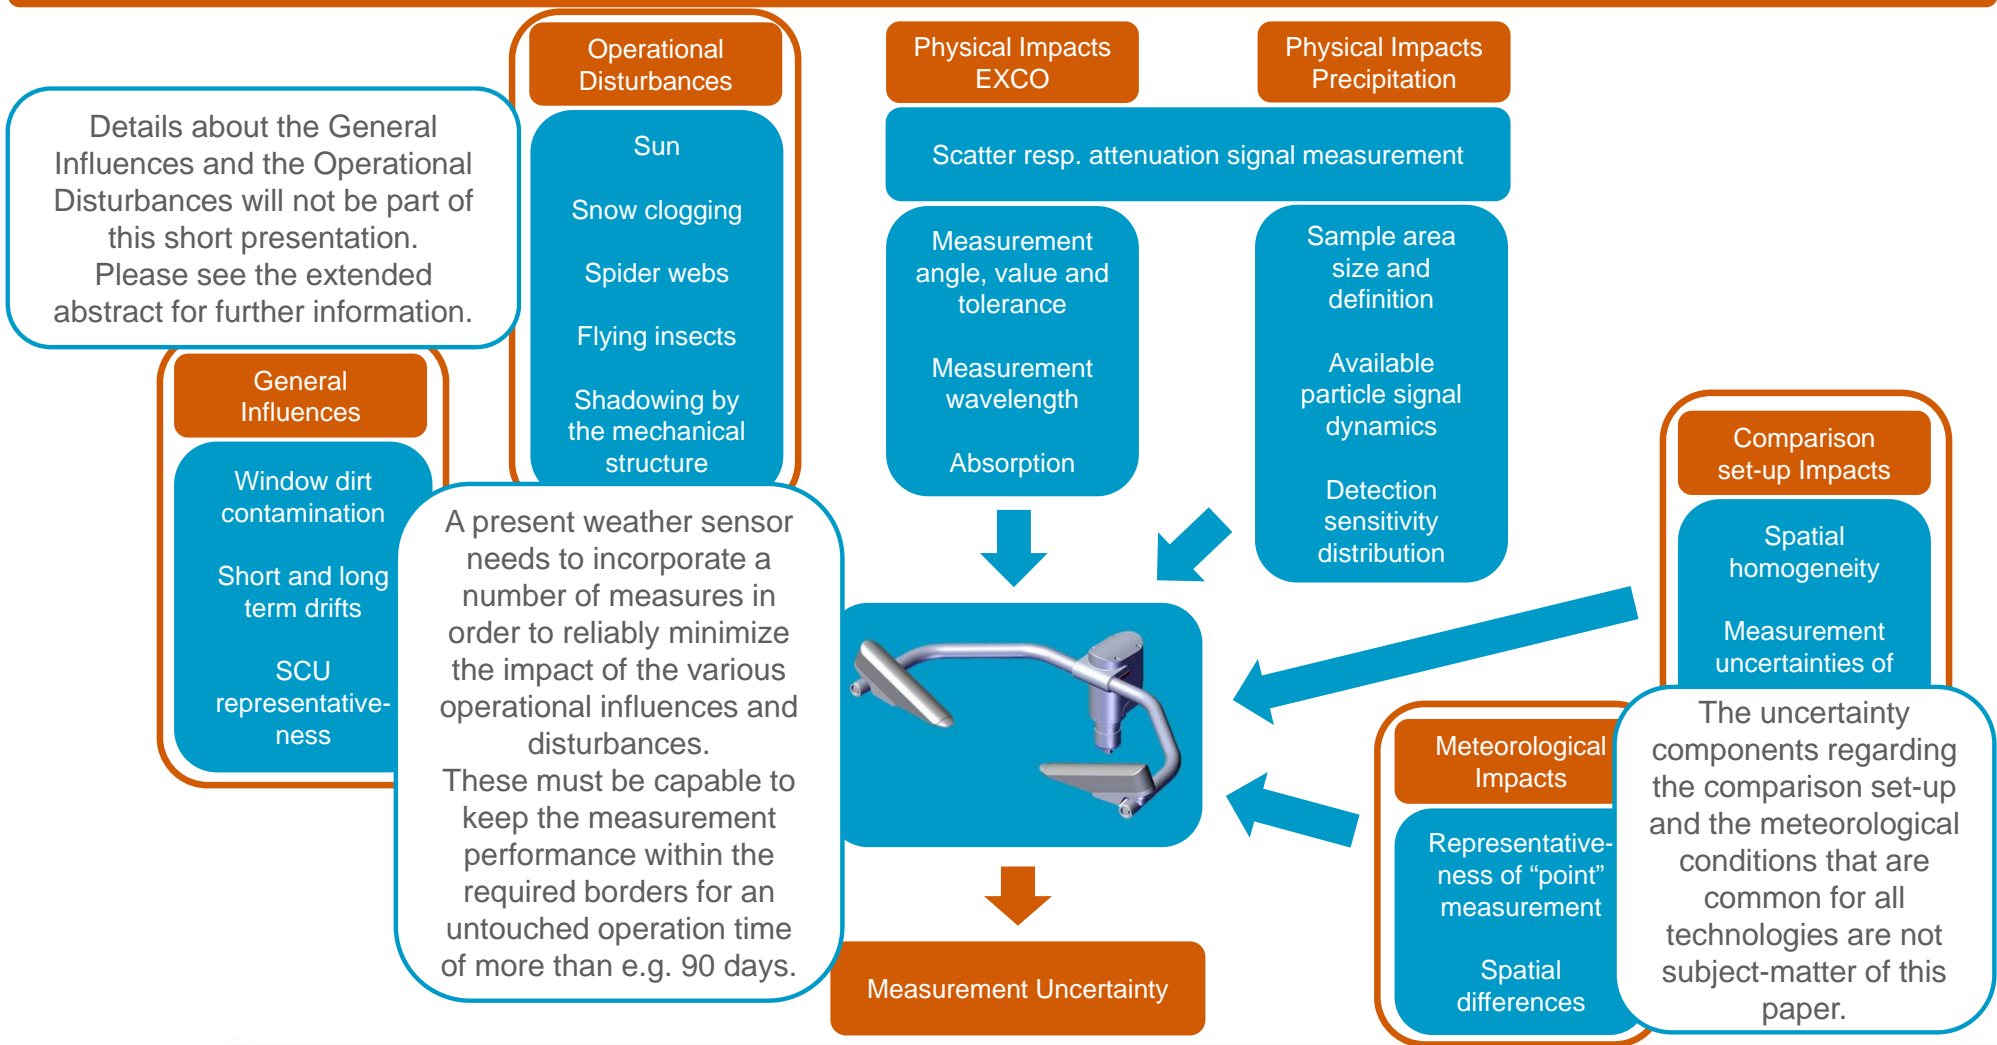 Operational
Disturbances
Sun
Snow clogging
Spider webs
Flying insects
Shadowing by
the mechanical
structure
Physical Impacts
EXCO
Physical Impacts
Precipitation
Scatter resp. attenuation signal measurement
Measurement
angle, value and
tolerance
Measurement
wavelength
Absorption
Sample area
size and
definition
Available
particle signal
dynamics
Detection
sensitivity
distribution
Details about the General
Influences and the Operational
Disturbances will not be part of
this short presentation.
Please see the extended
abstract for further information.
General
Influences
Window dirt
contamination
Short and long
term drifts
SCU
representative-
ness
A present weather sensor
needs to incorporate a
number of measures in
order to reliably minimize
the impact of the various
operational influences and
disturbances.
These must be capable to
keep the measurement
performance within the
required borders for an
untouched operation time
of more than e.g. 90 days.
Measurement Uncertainty
Comparison
set-up Impacts
Spatial
homogeneity
Measurement
uncertainties of
Meteorological
Impacts
Representative-
ness of “point”
measurement
Spatial
differences
The uncertainty
components regarding
the comparison set-up
and the meteorological
conditions that are
common for all
technologies are not
subject-matter of this
paper.